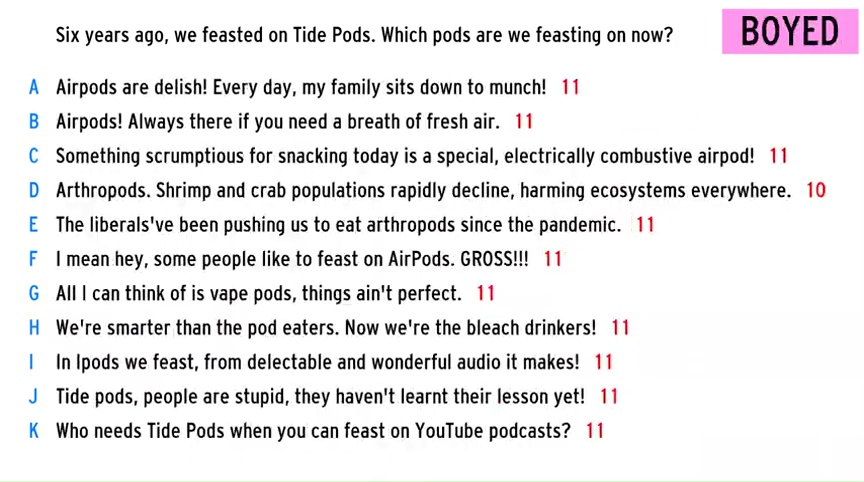 Six years ago, we feasted on Tide Pods. Which pods are we feasting on now?
BOYED
A Airpods are delish! Every day, my family sits down to munch! 11
B Airpods! Always there if you need a breath of fresh air. 11
C Something scrumptious for snacking today is a special, electrically combustive airpod! 11
D Arthropods. Shrimp and crab populations rapidly decline, harming ecosystems everywhere. 10
E The liberals've been pushing us to eat arthropods since the pandemic. 11
F I mean hey, some people like to feast on AirPods. GROSS!!! 11
G All I can think of is vape pods, things ain't perfect. 11
H We're smarter than the pod eaters. Now we're the bleach drinkers! 11
I In Ipods we feast, from delectable and wonderful audio it makes! 11
J Tide pods, people are stupid, they haven't learnt their lesson yet! 11
K Who needs Tide Pods when you can feast on YouTube podcasts? 11